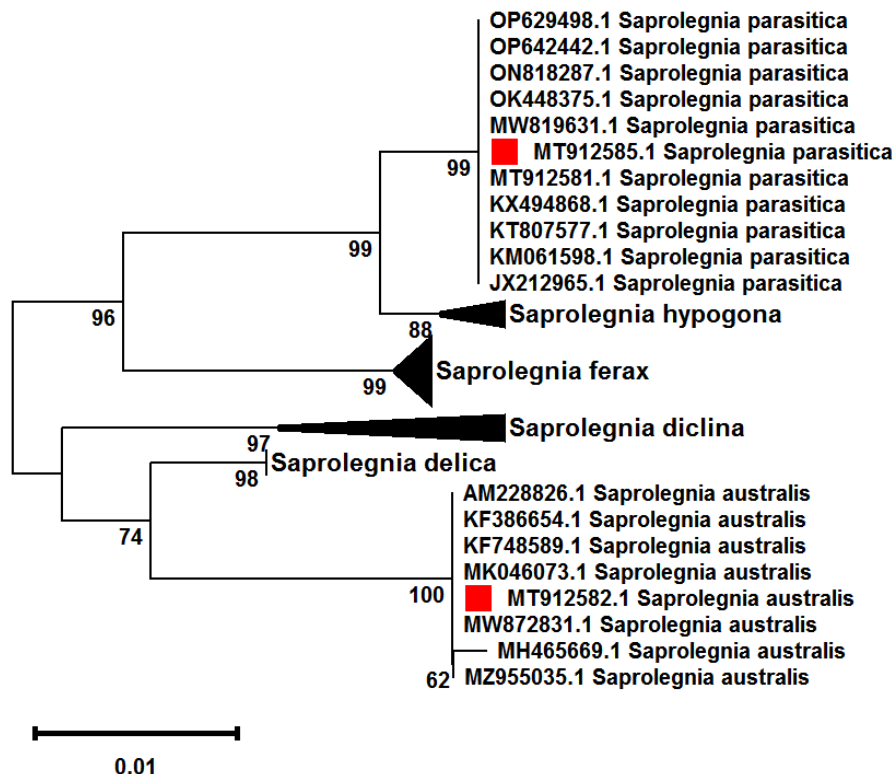 OP629498.1 Saprolegnia parasitica
OP642442.1 Saprolegnia parasitica
ON818287.1 Saprolegnia parasitica
OK448375.1 Saprolegnia parasitica
MW819631.1 Saprolegnia parasitica
MT912585.1 Saprolegnia parasitica
99
MT912581.1 Saprolegnia parasitica
KX494868.1 Saprolegnia parasitica
KT807577.1 Saprolegnia parasitica
99
KM061598.1 Saprolegnia parasitica
JX212965.1 Saprolegnia parasitica
96
88
Saprolegnia hypogona
99
Saprolegnia ferax
97
Saprolegnia diclina
98
Saprolegnia delica
AM228826.1 Saprolegnia australis
KF386654.1 Saprolegnia australis
74
KF748589.1 Saprolegnia australis
MK046073.1 Saprolegnia australis
100
MT912582.1 Saprolegnia australis
MW872831.1 Saprolegnia australis
MH465669.1 Saprolegnia australis
62
MZ955035.1 Saprolegnia australis
0.01